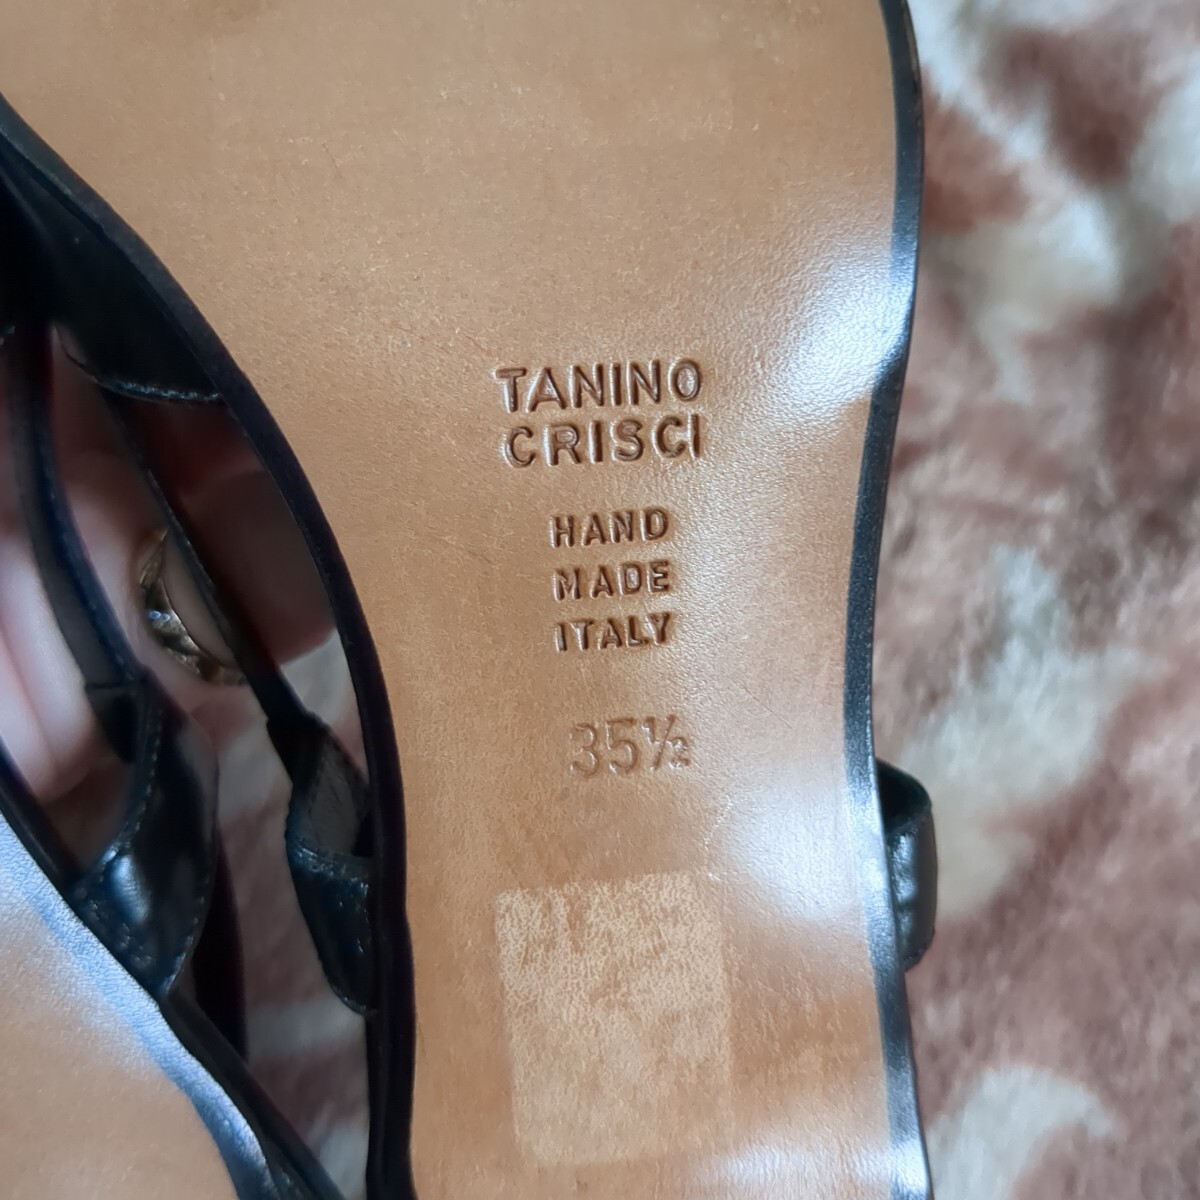 TANINO
CRISCI
HAND
MADE
ITALY
35½